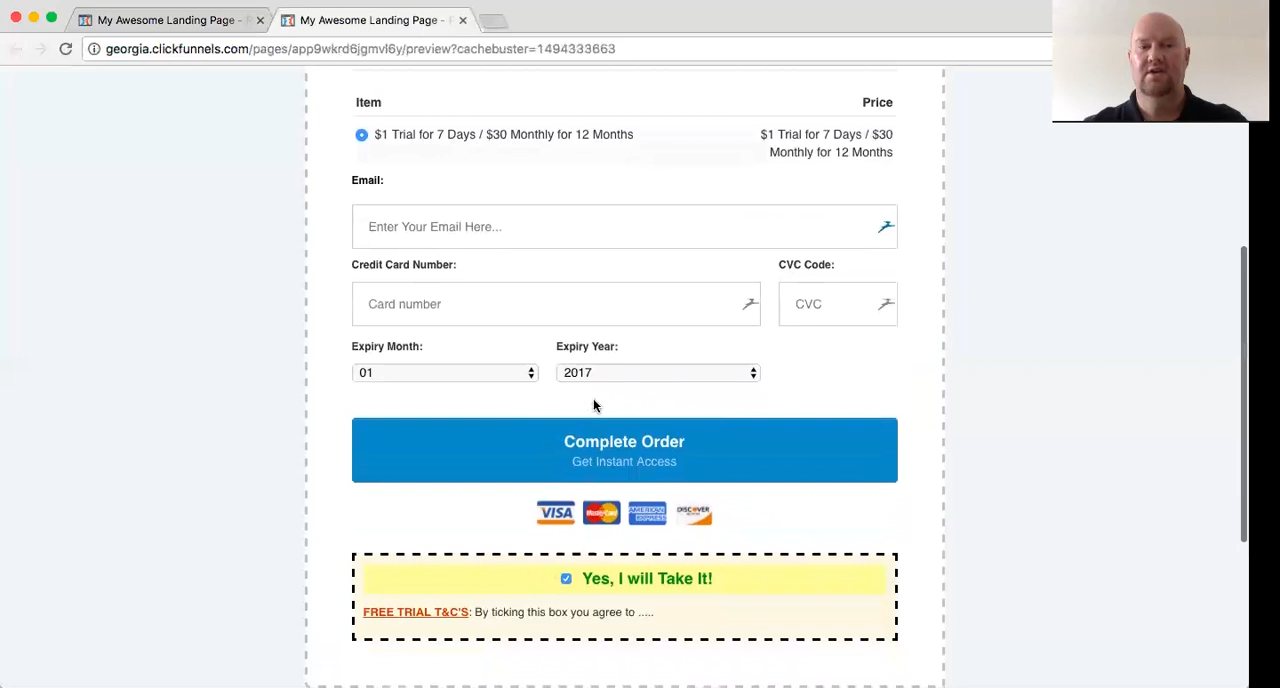 My Awesome Landing Page -
My Awesome Landing Page -
georgia.clickfunnels.com/pages/app9wkrd6jgmvl6y/preview?cachebuster=1494333663
Item Price
$1 Trial for 7 Days / $30 Monthly for 12 Months
$1 Trial for 7 Days / $30
Monthly for 12 Months
Email:
Enter Your Email Here...
Credit Card Number: CVC Code:
Card number CVC
Expiry Month: Expiry Year:
01 2017
Complete Order
Get Instant Access
VISA MasterCard AMERICAN EXPRESS DISCOVER
Yes, I will Take It!
FREE TRIAL T&C'S: By ticking this box you agree to .....